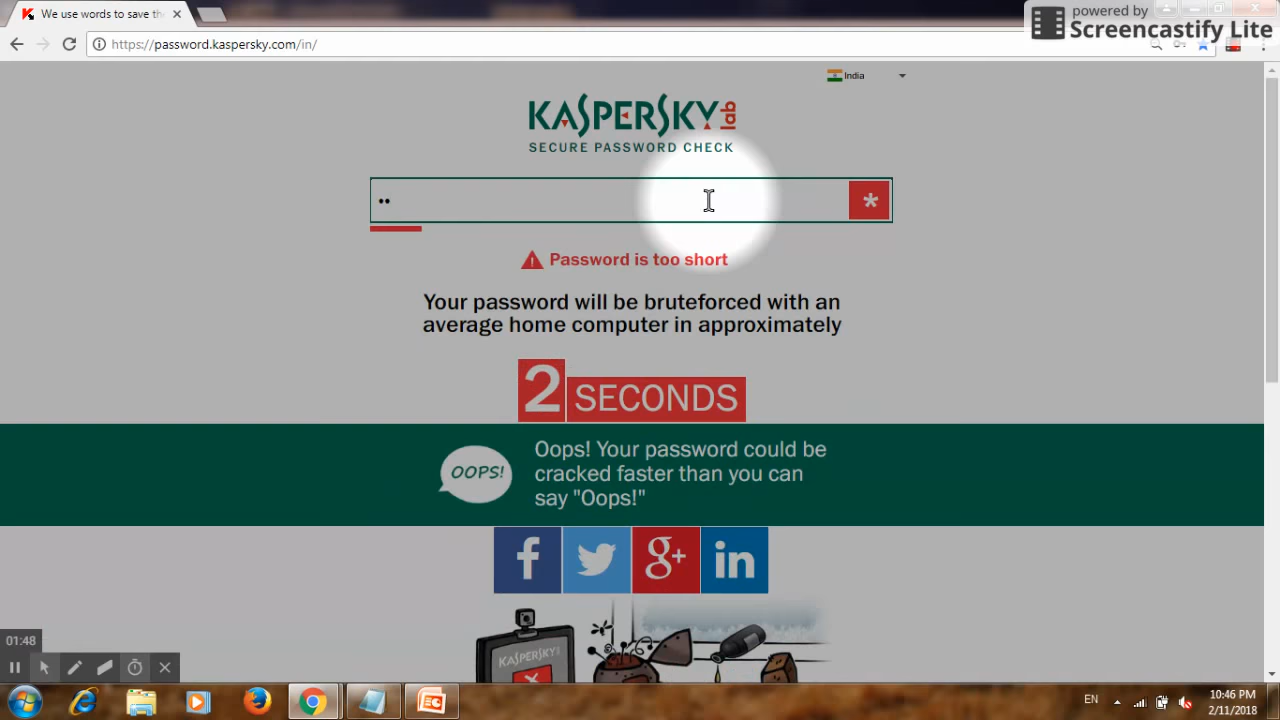 We use words to save the
powered by
Screencastify Lite
https://password.kaspersky.com/in/
India
KASPERSKY lab
SECURE PASSWORD CHECK
••
*
Password is too short
Your password will be bruteforced with an
average home computer in approximately
2 SECONDS
OOPS!
Oops! Your password could be
cracked faster than you can
say "Oops!"
f
g+
in
KASPERSKY
01:48
EN
10:46 PM
2/11/2018